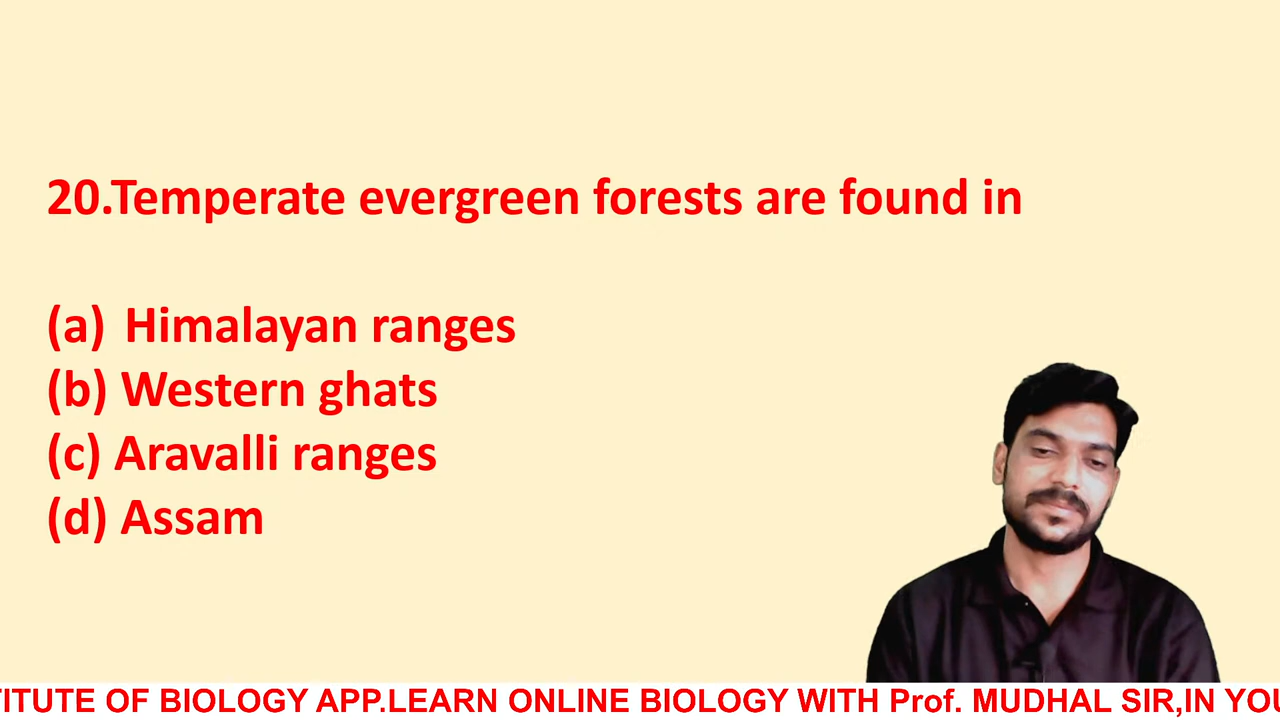 20.Temperate evergreen forests are found in
(a) Himalayan ranges
(b) Western ghats
(c) Aravalli ranges
(d) Assam
TITUTE OF BIOLOGY APP.LEARN ONLINE BIOLOGY WITH Prof. MUDHAL SIR,IN YOU